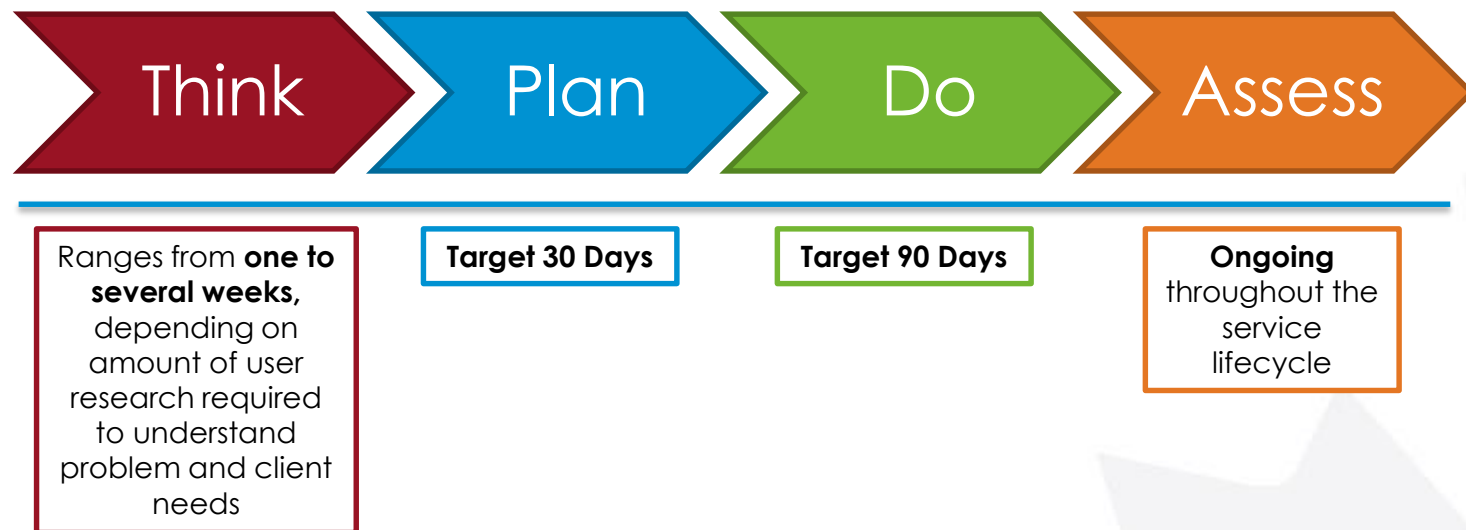 Think
Plan
Do
Assess
Ranges from one to
several weeks,
depending on
amount of user
research required
to understand
problem and client
needs
Target 30 Days
Target 90 Days
Ongoing
throughout the
service
lifecycle